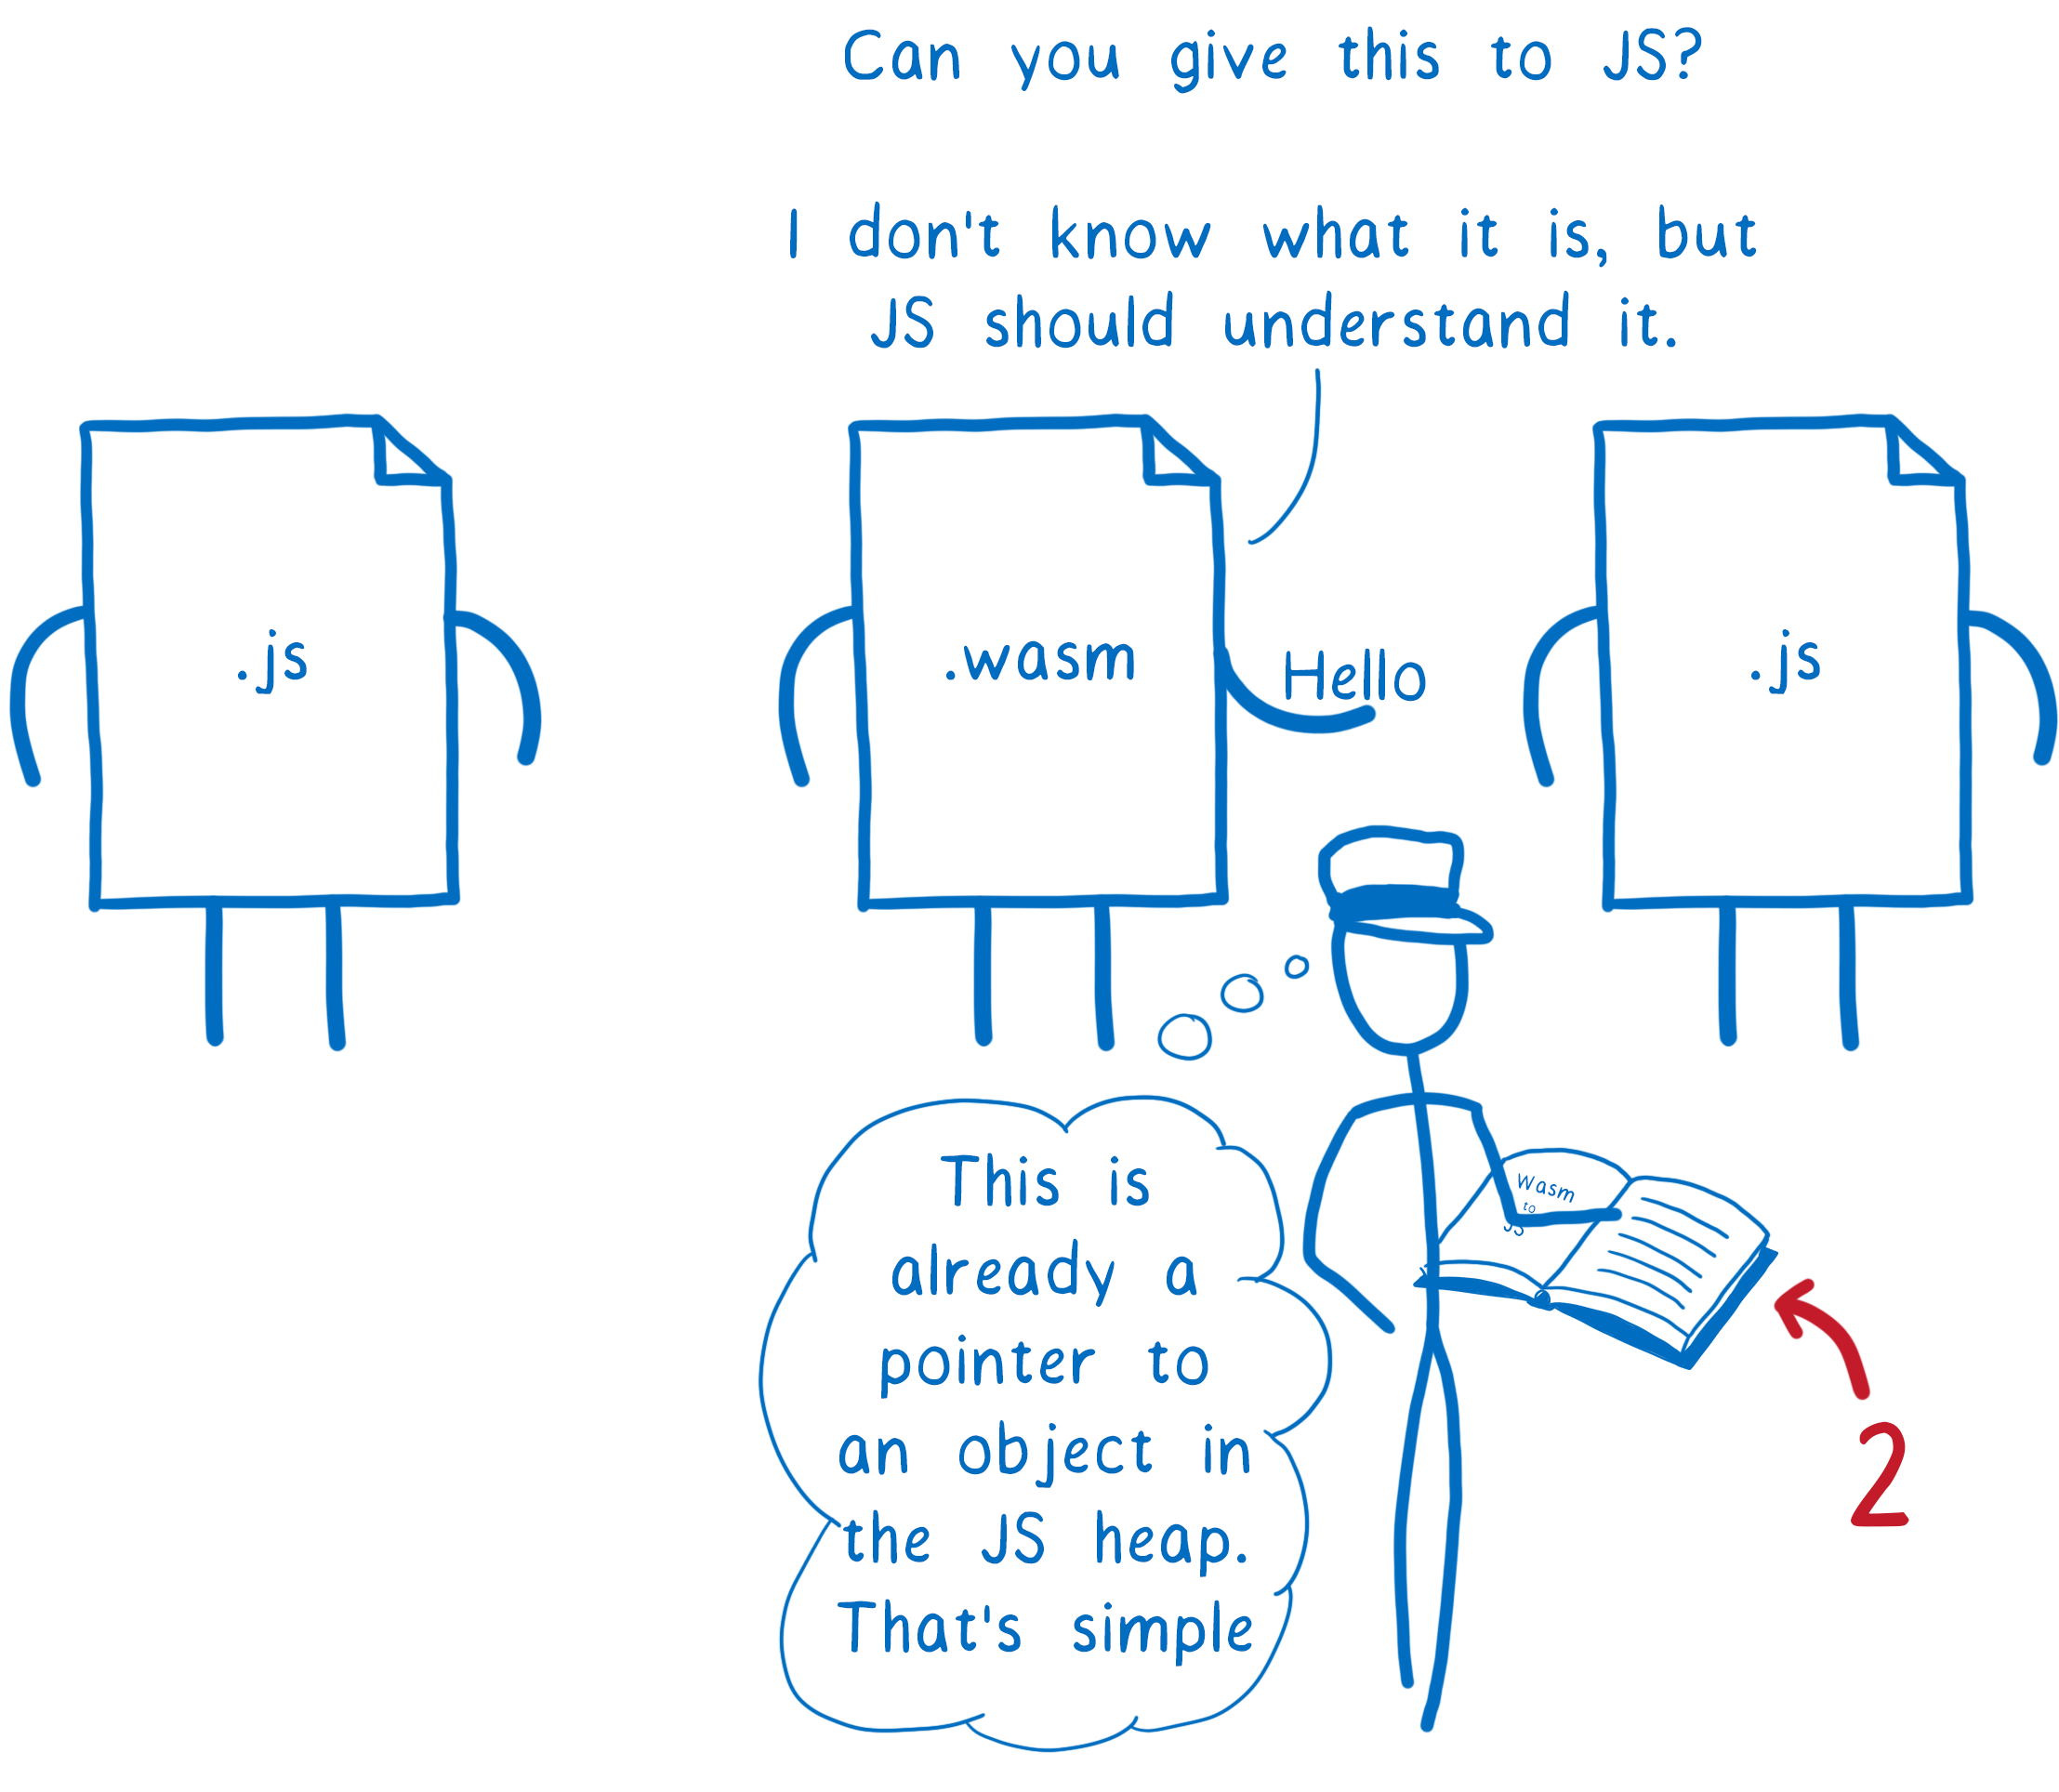 Can you give this to JS?
I don't know what it is, but
JS should understand it.
.js
.wasm
Hello
.js
This is
already a
pointer to
an object in
the JS heap.
That's simple
Wasm
to
JS
2